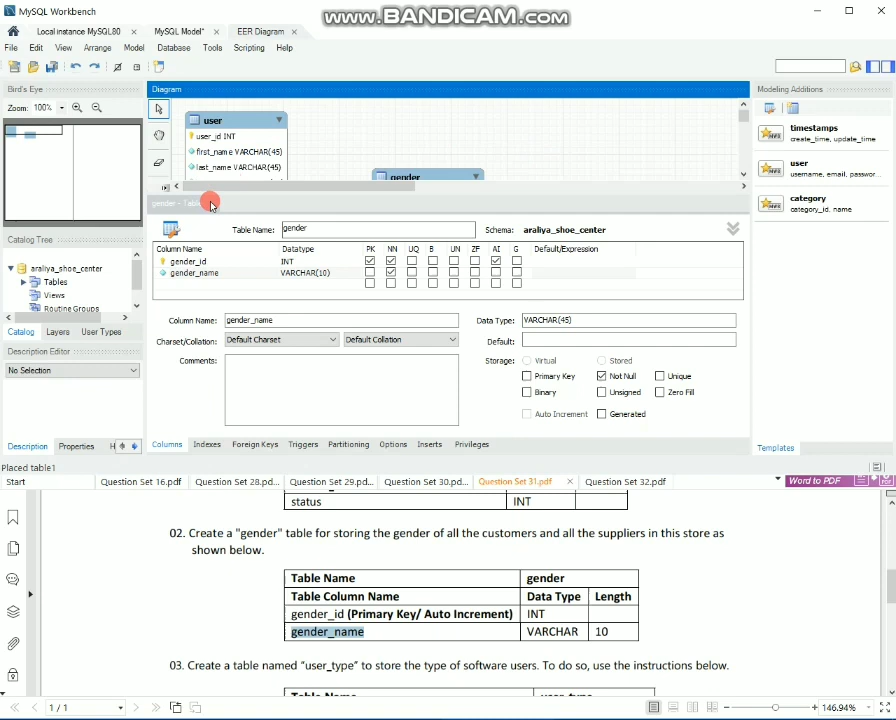 MySQL Workbench
www.BANDICAM.com
Local instance MySQL80 × MySQL Model* × EER Diagram ×
File Edit View Arrange Model Database Tools Scripting Help
Bird's Eye
Zoom: 100%
Diagram
user
user_id INT
first_name VARCHAR(45)
last_name VARCHAR(45)
gender
Modeling Additions
timestamps
create_time, update_time
user
username, email, passwor...
category
category_id, name
Catalog Tree
araliya_shoe_center
Tables
Views
Routine Groups
Catalog Layers User Types
Description Editor
No Selection
Description Properties H
gender - Table
Table Name: gender Schema: araliya_shoe_center
Column Name Datatype PK NN UQ B UN ZF AI G Default/Expression
gender_id INT
gender_name VARCHAR(10)
Column Name: gender_name Data Type: VARCHAR(45)
Charset/Collation: Default Charset Default Collation Default:
Comments: Storage: Virtual Stored
Primary Key Not Null Unique
Binary Unsigned Zero Fill
Auto Increment Generated
Columns Indexes Foreign Keys Triggers Partitioning Options Inserts Privileges
Templates
Placed table1
Start Question Set 16.pdf Question Set 28.... Question Set 29.pd... Question Set 30.pd... Question Set 31.pdf × Question Set 32.pdf Word to PDF
status INT
02. Create a "gender" table for storing the gender of all the customers and all the suppliers in this store as
shown below.
Table Name gender
Table Column Name Data Type Length
gender_id (Primary Key/ Auto Increment) INT
gender_name VARCHAR 10
03. Create a table named "user_type" to store the type of software users. To do so, use the instructions below.
1 / 1 146.94%